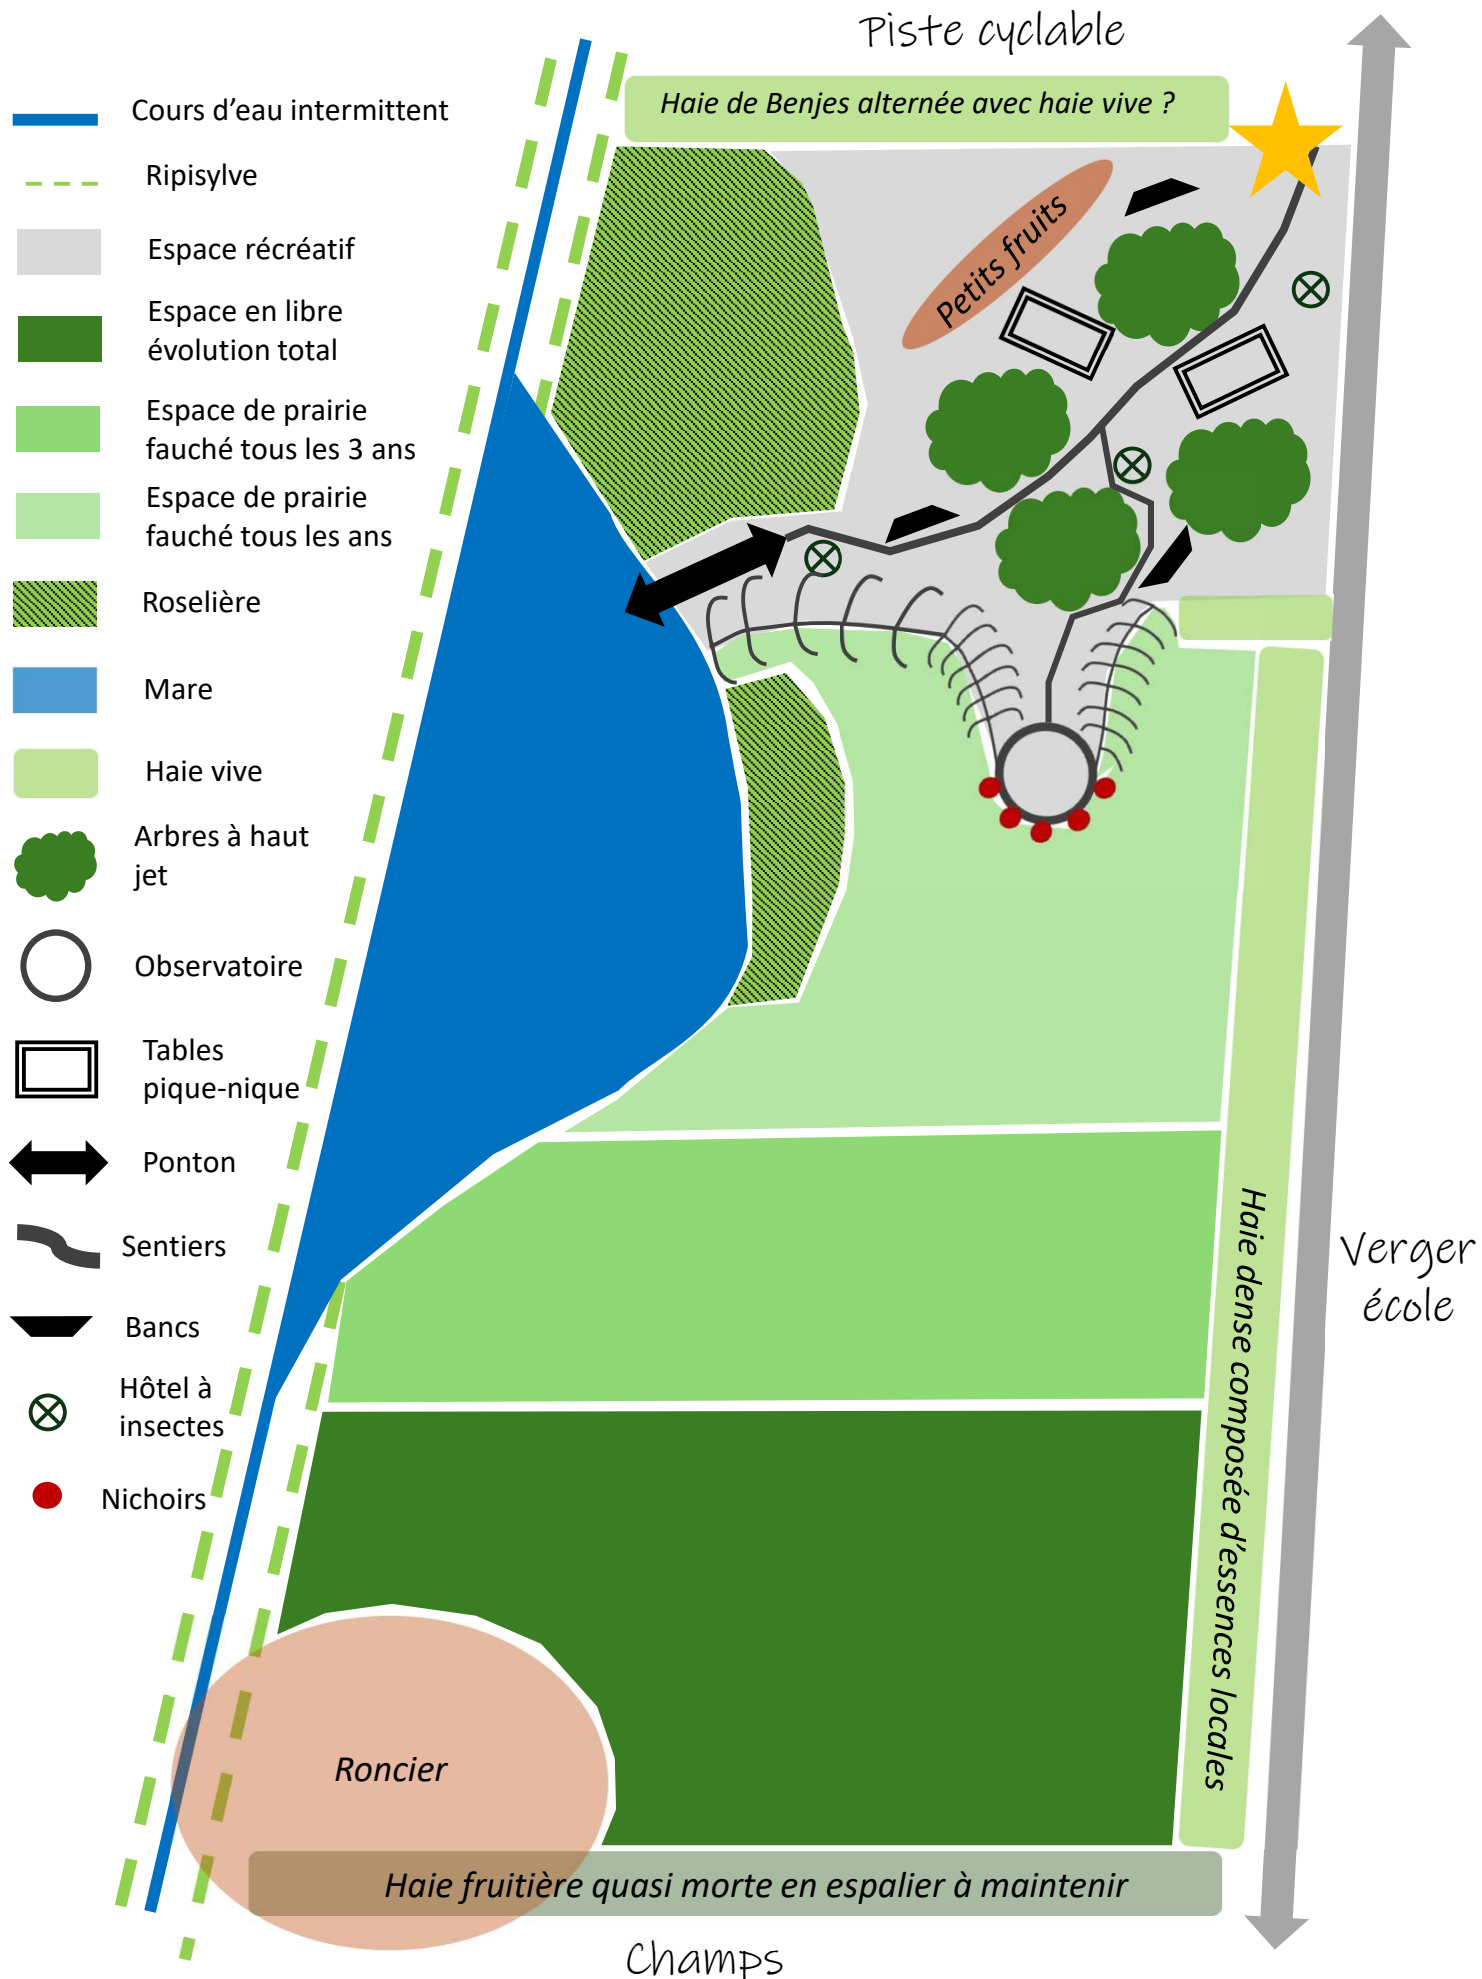 Piste cyclable
Haie de Benjes alternée avec haie vive ?
Cours d'eau intermittent
Ripisylve
Espace récréatif
Espace en libre
évolution total
Espace de prairie
fauché tous les 3 ans
Espace de prairie
fauché tous les ans
Roselière
Mare
Haie vive
Arbres à haut
jet
Observatoire
Tables
pique-nique
Ponton
Sentiers
Bancs
Hôtel à
insectes
Nichoirs
Petits fruits
Verger
école
Haie dense composée d'essences locales
Roncier
Haie fruitière quasi morte en espalier à maintenir
Champs